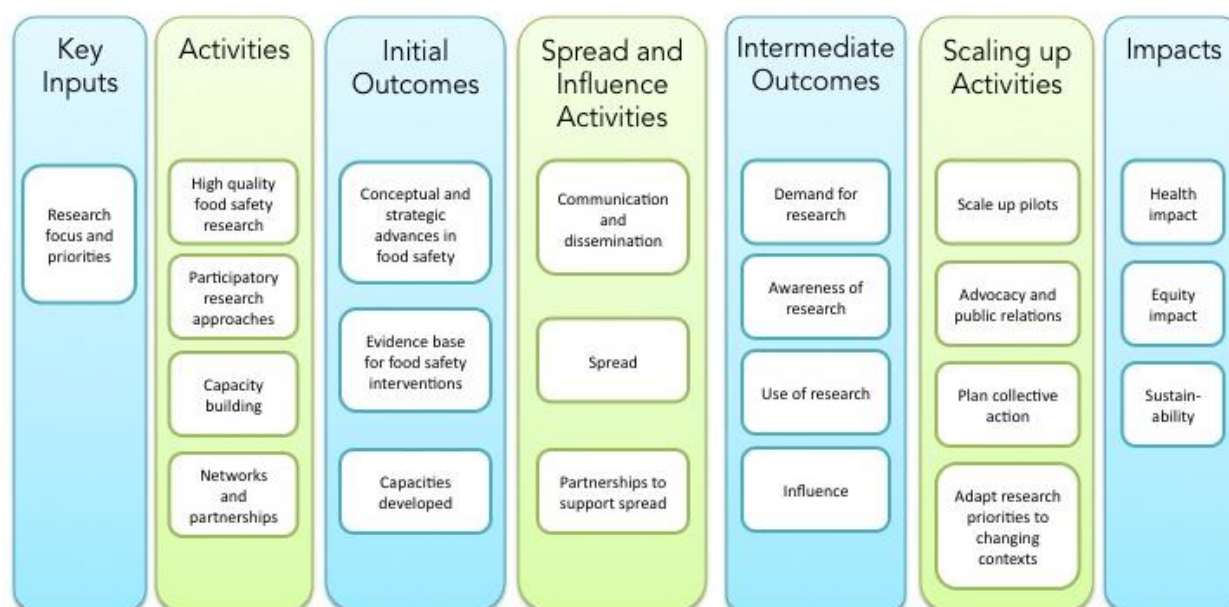 Key
Inputs
Research
focus and
priorities
Activities
High quality
food safety
research
Participatory
research
approaches
Capacity
building
Networks
and
partnerships
Initial
Outcomes
Conceptual and
strategic
advances in
food safety
Evidence base
for food safety
interventions
Capacities
developed
Spread and
Influence
Activities
Communication
and
dissemination
Spread
Partnerships to
support spread
Intermediate
Outcomes
Demand for
research
Awareness of
research
Use of research
Influence
Scaling up
Activities
Scale up pilots
Advocacy and
public relations
Plan collective
action
Adapt research
priorities to
changing
contexts
Impacts
Health
impact
Equity
impact
Sustain-
ability